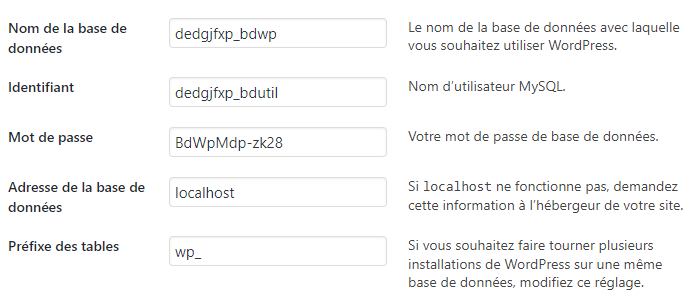 Nom de la base de données
dedgjfxp_bdwp
Le nom de la base de données avec laquelle
vous souhaitez utiliser WordPress.
Identifiant
dedgjfxp_bdutil
Nom d’utilisateur MySQL.
Mot de passe
BdWpMdp-zk28
Votre mot de passe de base de données.
Adresse de la base de
données
localhost
Si localhost ne fonctionne pas, demandez
cette information à l’hébergeur de votre site.
Préfixe des tables
wp_
Si vous souhaitez faire tourner plusieurs
installations de WordPress sur une même
base de données, modifiez ce réglage.